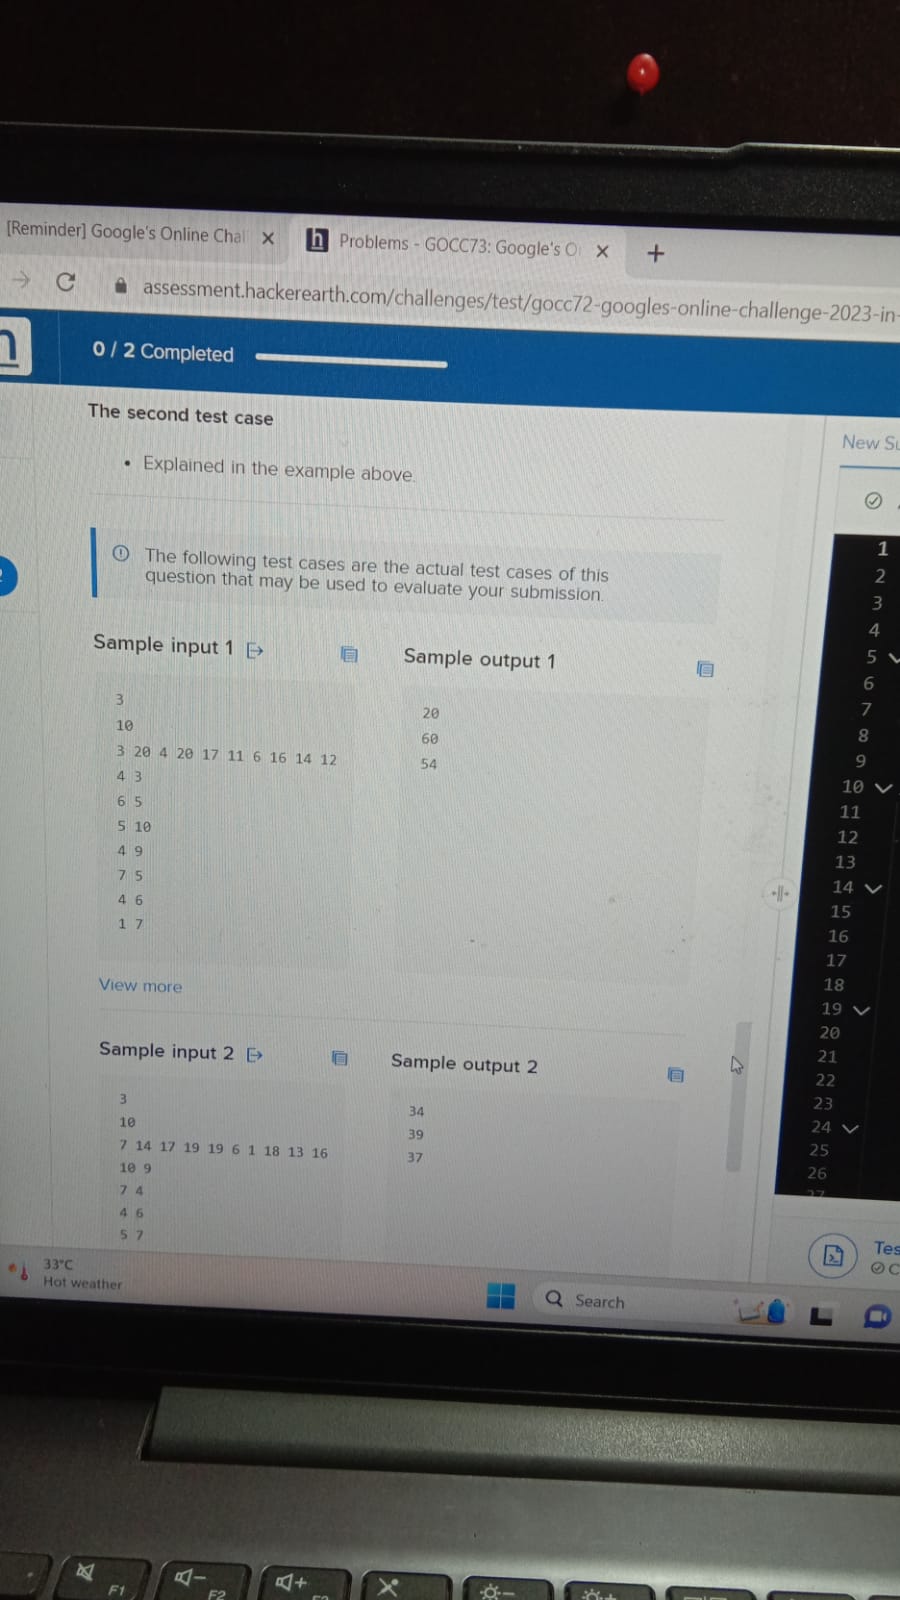 [Reminder] Google's Online Chal
Problems - GOCC73: Google's O
assessment.hackerearth.com/challenges/test/gocc72-googles-online-challenge-2023-in-
h
0 / 2 Completed
The second test case
• Explained in the example above.
The following test cases are the actual test cases of this
question that may be used to evaluate your submission.
Sample input 1
Sample output 1
3
10
3 20 4 20 17 11 6 16 14 12
4 3
6 5
5 10
4 9
7 5
4 6
1 7
20
60
54
View more
Sample input 2
Sample output 2
3
10
7 14 17 19 19 6 1 18 13 16
10 9
7 4
4 6
5 7
34
39
37
New Su
1
2
3
4
5
6
7
8
9
10
11
12
13
14
15
16
17
18
19
20
21
22
23
24
25
26
27
Tes
C
33°C
Hot weather
Search
F1
F2